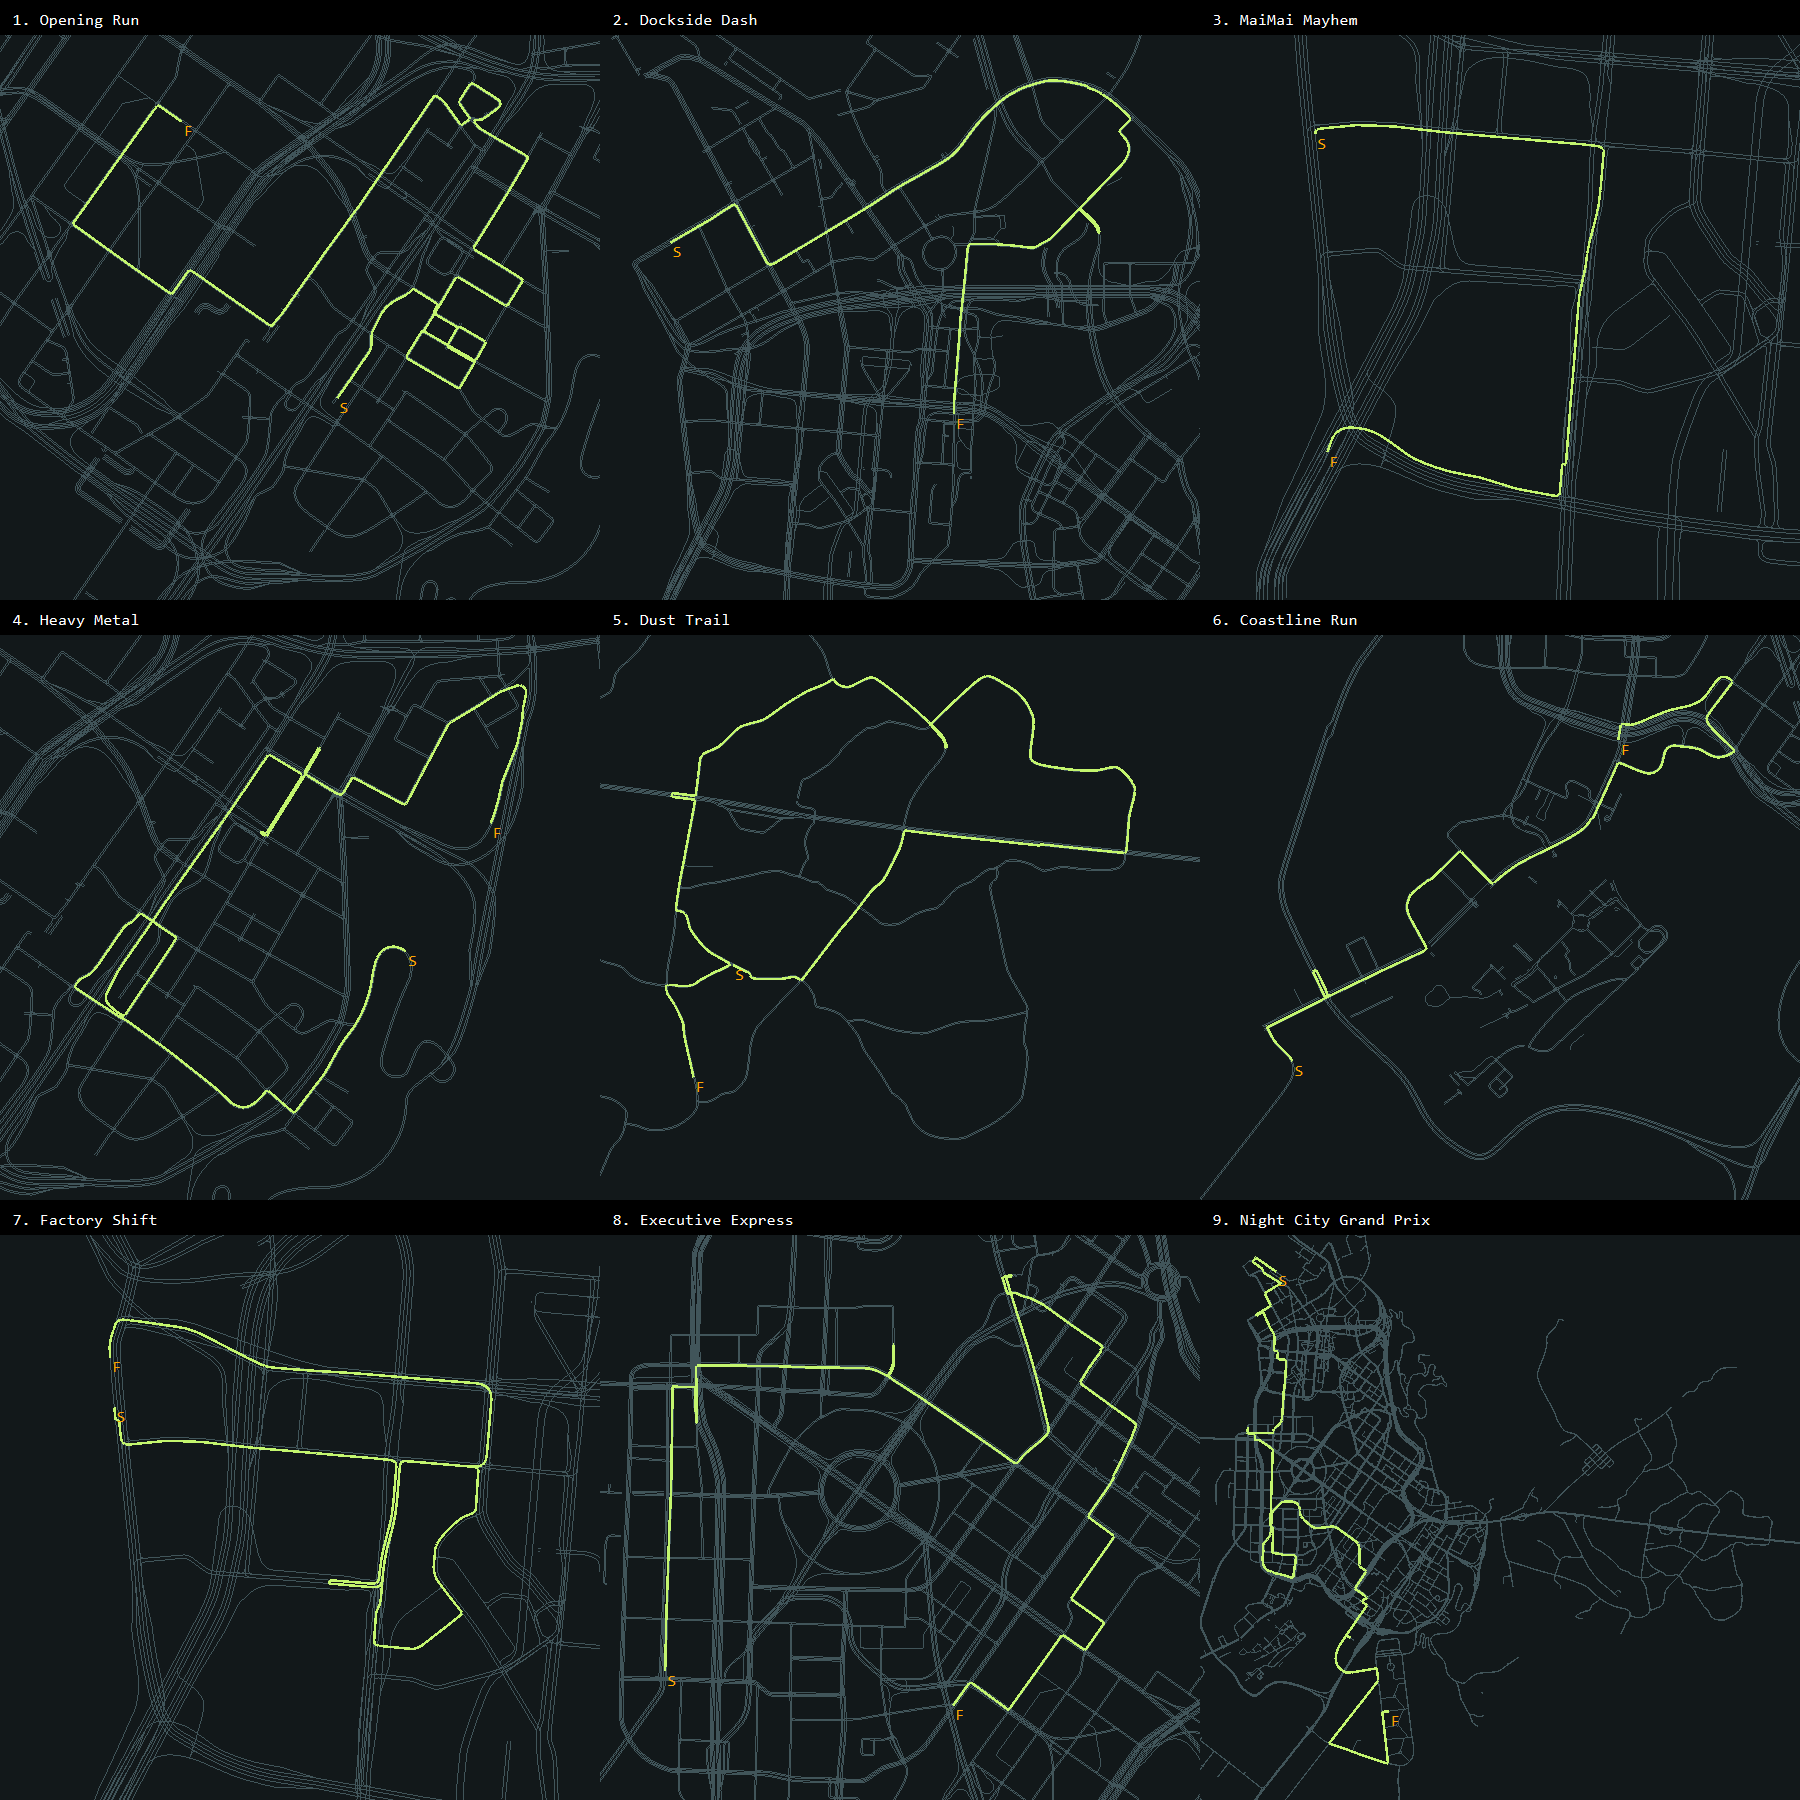 1. Opening Run
2. Dockside Dash
3. MaiMai Mayhem
F
S
S
F
S
F
4. Heavy Metal
5. Dust Trail
6. Coastline Run
S
F
S
F
F
S
7. Factory Shift
8. Executive Express
9. Night City Grand Prix
F
S
S
F
S
F